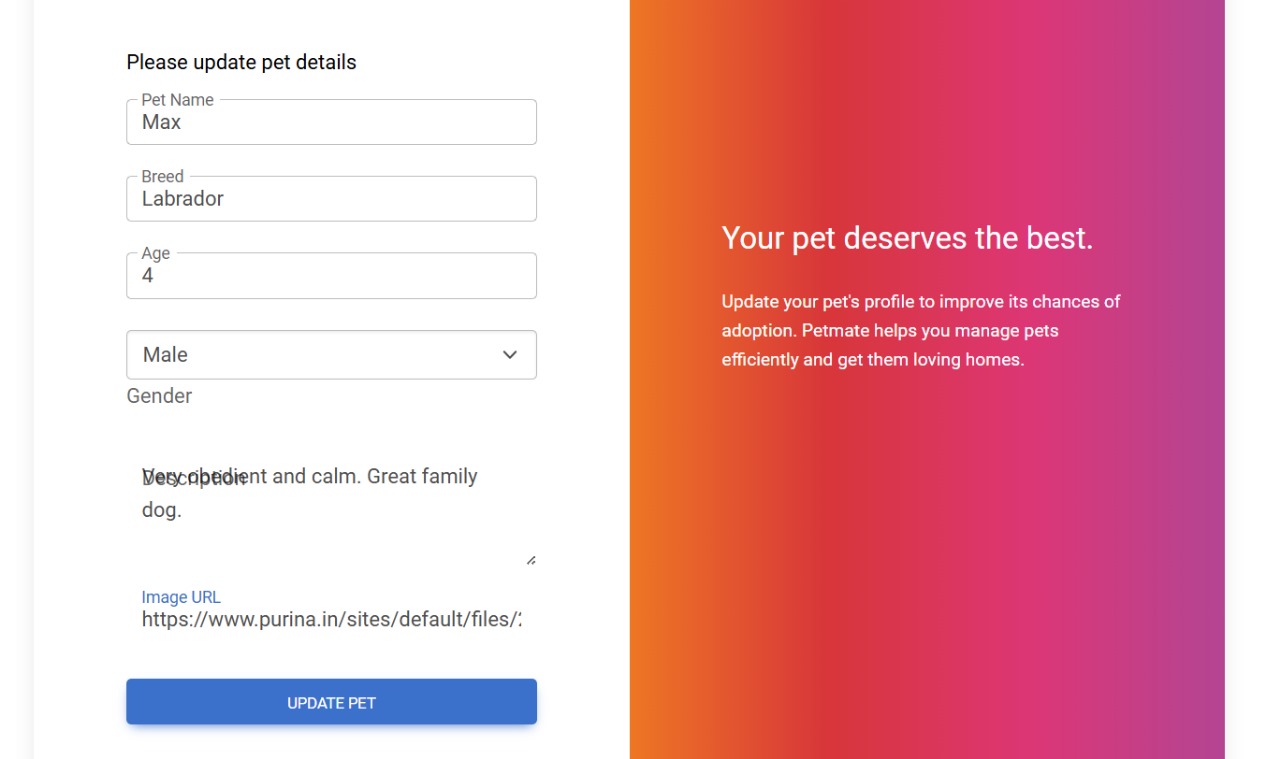 Please update pet details
Pet Name
Max
Breed
Labrador
Age
4
Male
Gender
Description
Very obedient and calm. Great family
dog.
Image URL
https://www.purina.in/sites/default/files/
UPDATE PET
Your pet deserves the best.
Update your pet's profile to improve its chances of
adoption. Petmate helps you manage pets
efficiently and get them loving homes.